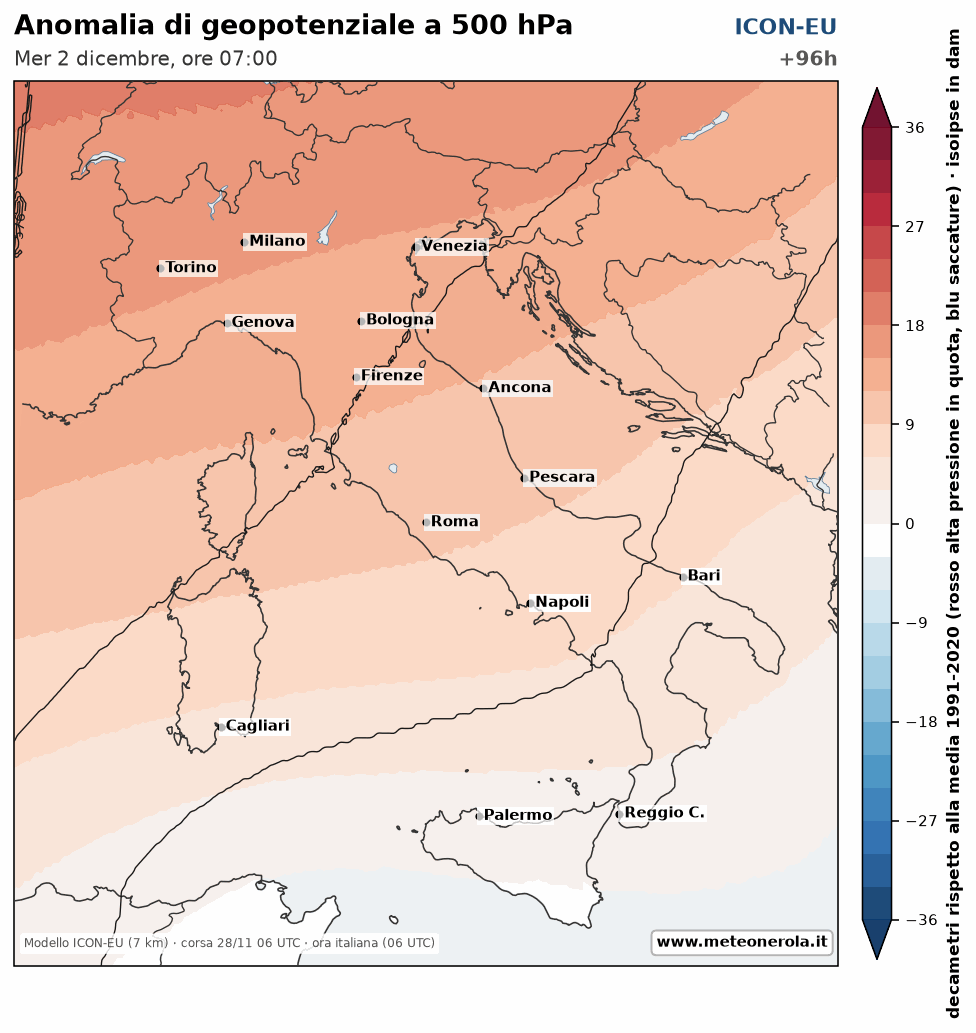 Anomalia di geopotenziale a 500 hPa
ICON-EU
Mer 2 dicembre, ore 07:00
+96h
Milano
Venezia
Torino
Genova
Bologna
Firenze
Ancona
Pescara
Roma
Bari
Napoli
Cagliari
Palermo
Reggio C.
Modello ICON-EU (7 km) · corsa 28/11 06 UTC · ora italiana (06 UTC)
www.meteonerola.it
36
27
18
9
0
−9
−18
−27
−36
decametri rispetto alla media 1991-2020 (rosso alta pressione in quota, blu saccature) · isoipse in dam